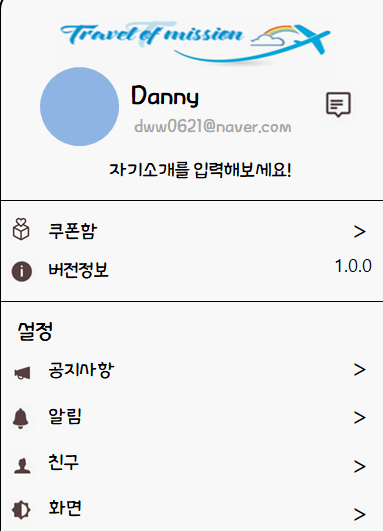 Travel of mission
Danny
dww0621@naver.com
자기소개를 입력해보세요!
쿠폰함 >
버전정보 1.0.0
설정
공지사항 >
알림 >
친구 >
화면 >